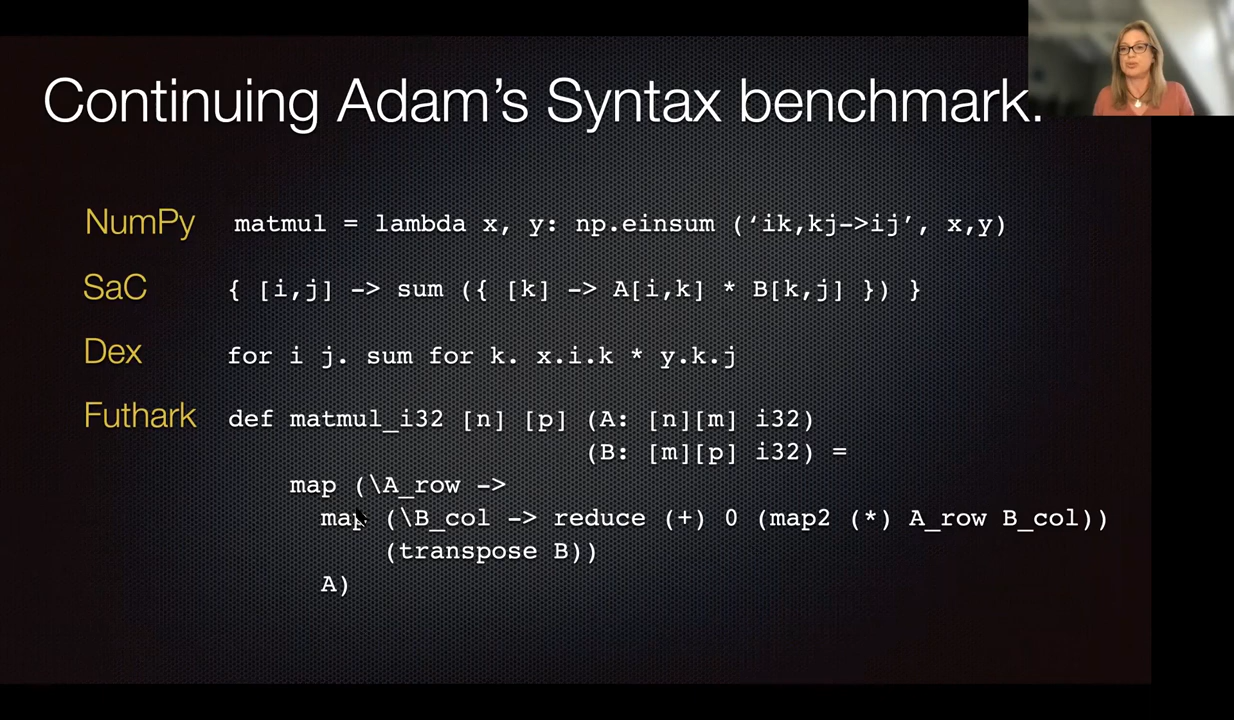 Continuing Adam’s Syntax benchmark.
NumPy matmul = lambda x, y: np.einsum (‘ik,kj->ij’, x,y)
SaC { [i,j] -> sum ({ [k] -> A[i,k] * B[k,j] }) }
Dex for i j. sum for k. x.i.k * y.k.j
Futhark def matmul_i32 [n] [p] (A: [n][m] i32)
(B: [m][p] i32) =
map (\A_row ->
map (\B_col -> reduce (+) 0 (map2 (*) A_row B_col))
(transpose B))
A)